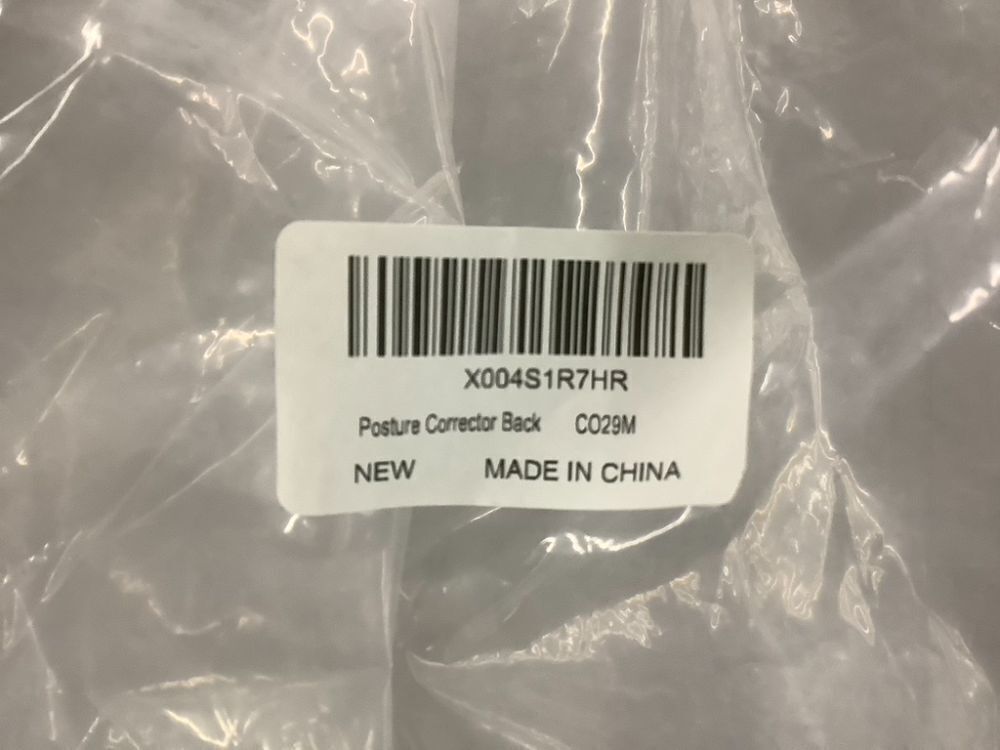 X004S1R7HR
Posture Corrector Back CO29M
NEW MADE IN CHINA